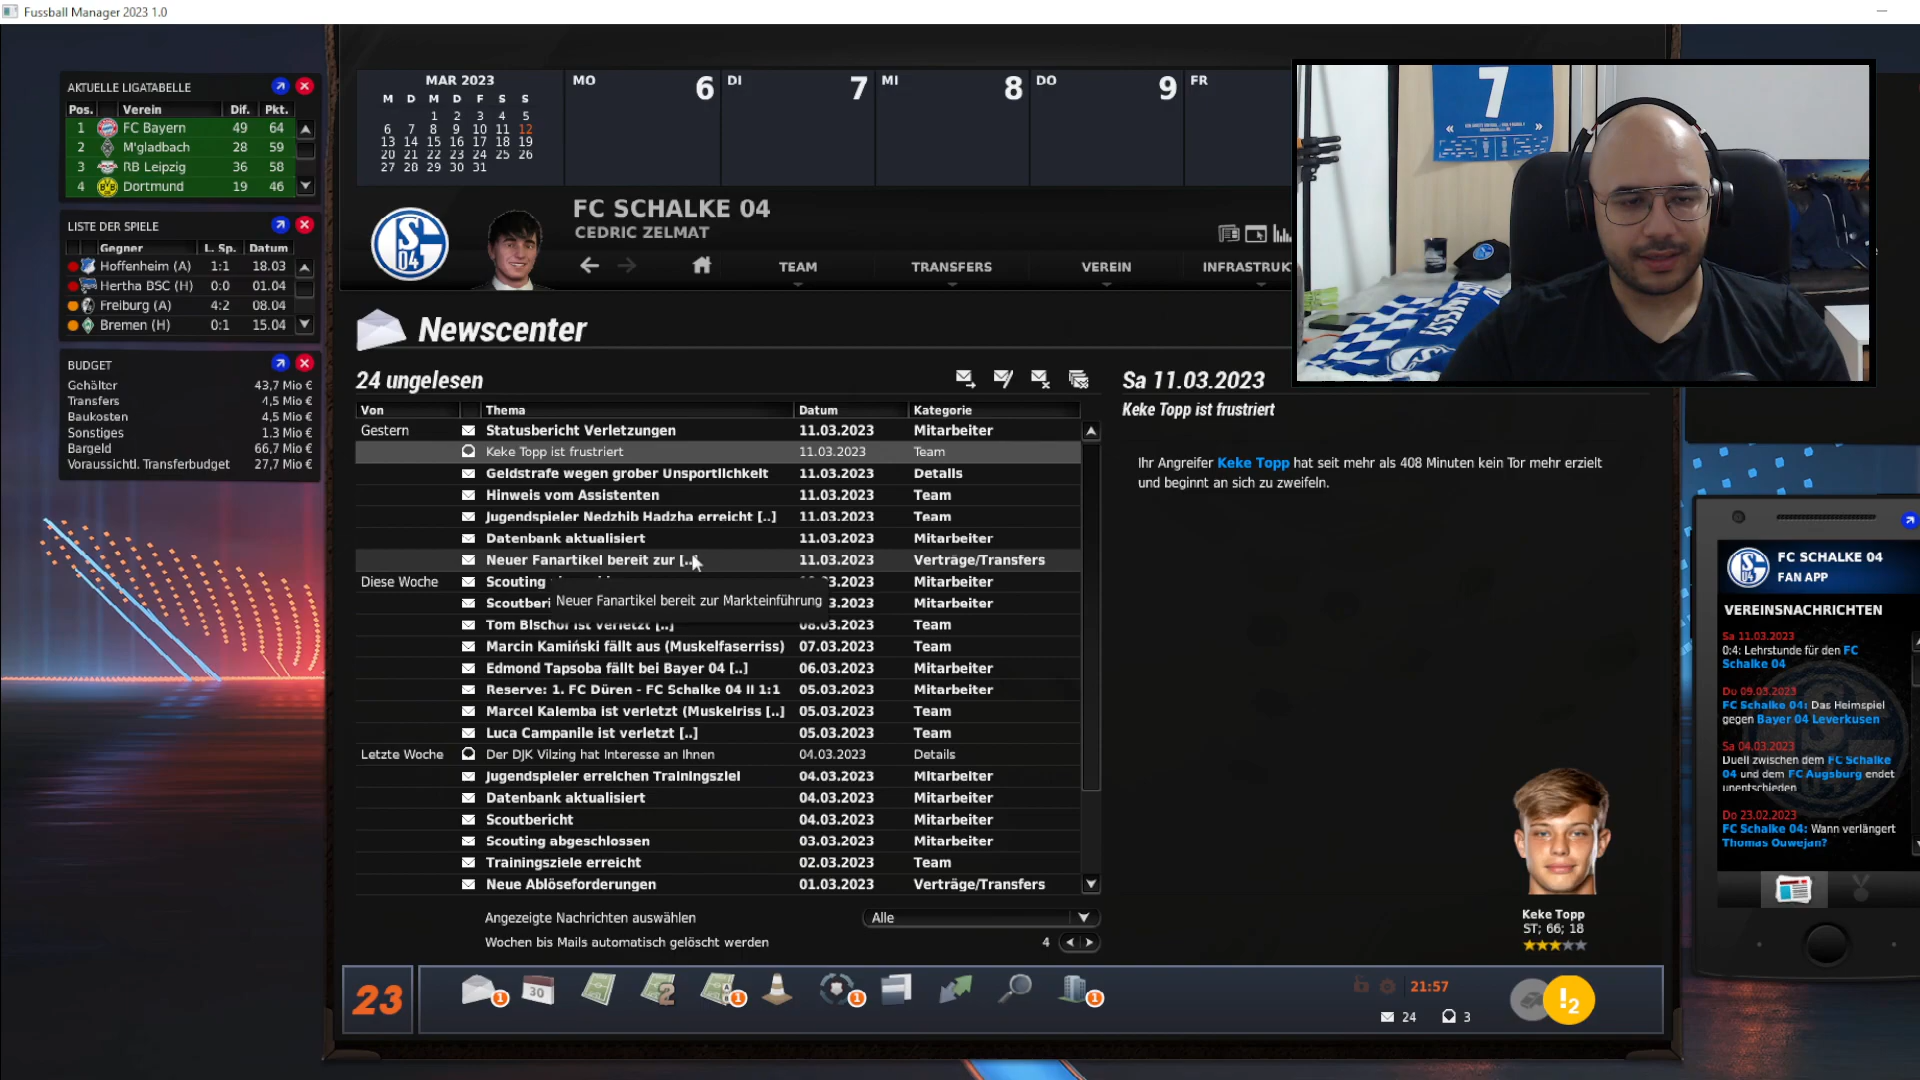 Fussball Manager 2023 1.0
AKTUELLE LIGATABELLE
Pos. Verein Dif. Pkt.
1 FC Bayern 49 64
2 M'gladbach 28 59
3 RB Leipzig 36 58
4 Dortmund 19 46
LISTE DER SPIELE
Gegner L. Sp. Datum
Hoffenheim (A) 1:1 18.03
Hertha BSC (H) 0:0 01.04
Freiburg (A) 4:2 08.04
Bremen (H) 0:1 15.04
BUDGET
Gehälter 43,7 Mio €
Transfers 4,5 Mio €
Baukosten 4,5 Mio €
Sonstiges 1.3 Mio €
Bargeld 66,7 Mio €
Voraussichtl. Transferbudget 27,7 Mio €
MAR 2023
M D M D F S S
1 2 3 4 5
6 7 8 9 10 11 12
13 14 15 16 17 18 19
20 21 22 23 24 25 26
27 28 29 30 31
MO 6 DI 7 MI 8 DO 9 FR
7
S 04
FC SCHALKE 04
CEDRIC ZELMAT
TEAM TRANSFERS VEREIN INFRASTRUK
Newscenter
24 ungelesen
Von Thema Datum Kategorie
Gestern Statusbericht Verletzungen 11.03.2023 Mitarbeiter
Keke Topp ist frustriert 11.03.2023 Team
Geldstrafe wegen grober Unsportlichkeit 11.03.2023 Details
Hinweis vom Assistenten 11.03.2023 Team
Jugendspieler Nedzhib Hadzha erreicht [..] 11.03.2023 Team
Datenbank aktualisiert 11.03.2023 Mitarbeiter
Neuer Fanartikel bereit zur [..] 11.03.2023 Verträge/Transfers
Diese Woche Scouting 3.2023 Mitarbeiter
Neuer Fanartikel bereit zur Markteinführung
Scoutberi 3.2023 Mitarbeiter
Tom Bischof ist verletzt [..] 08.03.2023 Team
Marcin Kamiński fällt aus (Muskelfaserriss) 07.03.2023 Team
Edmond Tapsoba fällt bei Bayer 04 [..] 06.03.2023 Mitarbeiter
Reserve: 1. FC Düren - FC Schalke 04 II 1:1 05.03.2023 Mitarbeiter
Marcel Kalemba ist verletzt (Muskelriss [..] 05.03.2023 Team
Luca Campanile ist verletzt [..] 05.03.2023 Team
Letzte Woche Der DJK Vilzing hat Interesse an Ihnen 04.03.2023 Details
Jugendspieler erreichen Trainingsziel 04.03.2023 Mitarbeiter
Datenbank aktualisiert 04.03.2023 Mitarbeiter
Scoutbericht 04.03.2023 Mitarbeiter
Scouting abgeschlossen 03.03.2023 Mitarbeiter
Trainingsziele erreicht 02.03.2023 Team
Neue Ablöseforderungen 01.03.2023 Verträge/Transfers
Angezeigte Nachrichten auswählen Alle
Wochen bis Mails automatisch gelöscht werden 4
Sa 11.03.2023
Keke Topp ist frustriert
Ihr Angreifer Keke Topp hat seit mehr als 408 Minuten kein Tor mehr erzielt
und beginnt an sich zu zweifeln.
Keke Topp
ST; 66; 18
FC SCHALKE 04
FAN APP
VEREINSNACHRICHTEN
Sa 11.03.2023
0:4: Lehrstunde für den FC
Schalke 04
Do 09.03.2023
FC Schalke 04: Das Heimspiel
gegen Bayer 04 Leverkusen
Sa 04.03.2023
Duell zwischen dem FC Schalke
04 und dem FC Augsburg endet
unentschieden
Do 23.02.2023
FC Schalke 04: Wann verlängert
Thomas Ouwejan?
23
1 30 2 1 1 1
21:57
24 3
!2